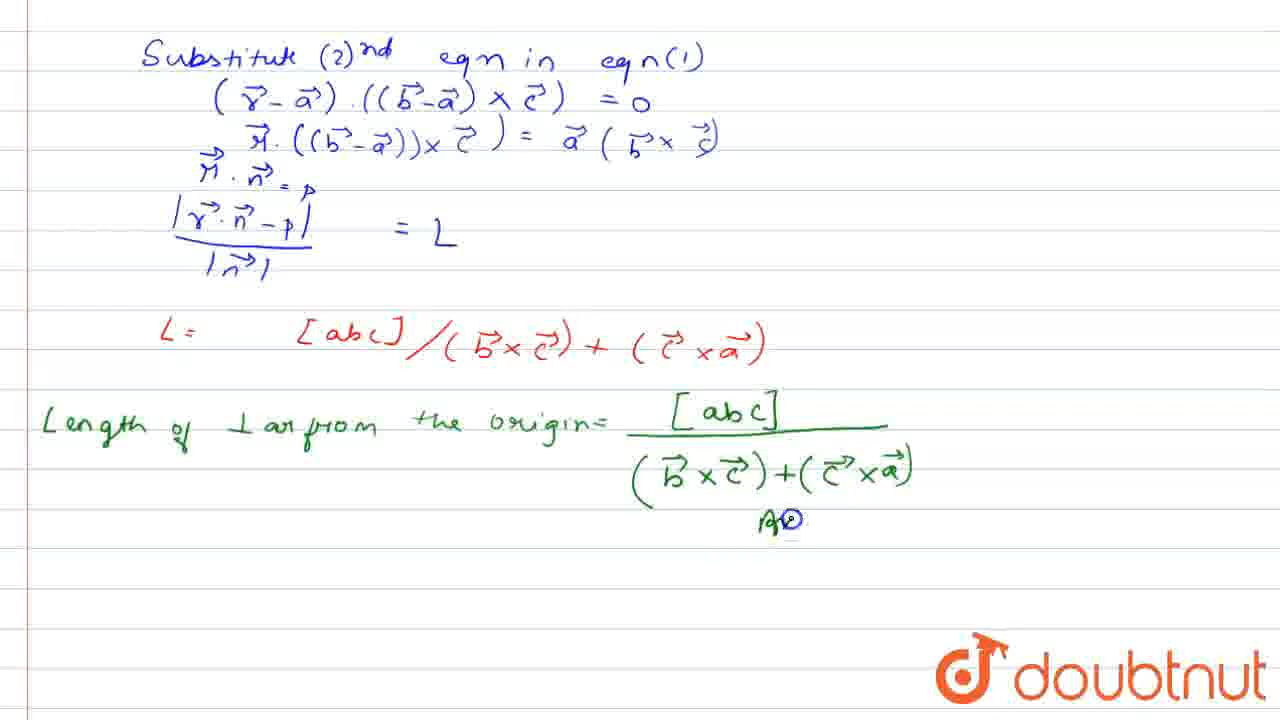 Substitute (2)nd eqn in eqn(1)
(r⃗ - a⃗) . ((b⃗ - a⃗) × c⃗) = 0
r⃗ . ((b⃗ - a⃗)) × c⃗) = a⃗ (b⃗ × c⃗)
r⃗ . n⃗ = p
|r⃗ . n⃗ - p| / |n⃗| = L
L = [abc] / (b⃗ × c⃗) + (c⃗ × a⃗)
Length of ⊥ar from the origin = [abc] / (b⃗ × c⃗) + (c⃗ × a⃗)
doubtnut